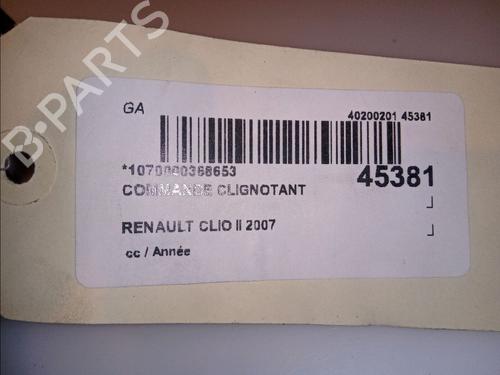 B-PARTS
GA
40200201 45381
*1070000368653
45381
COMMANDE CLIGNOTANT
RENAULT CLIO II 2007
cc / Année